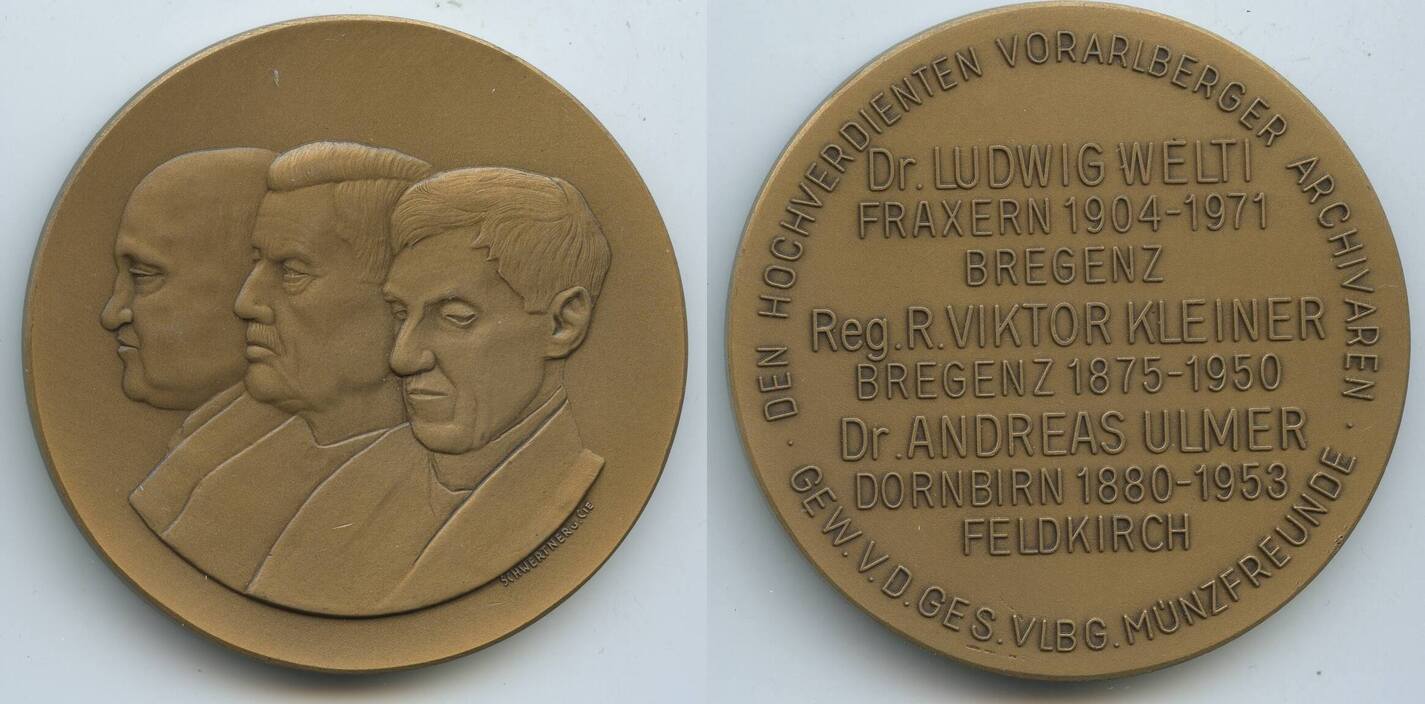 SCHWERTNER U. CIE
DEN HOCHVERDIENTEN VORARLBERGER ARCHIVAREN
Dr. LUDWIG WELTI
FRAXERN 1904-1971
BREGENZ
Reg. R. VIKTOR KLEINER
BREGENZ 1875-1950
Dr. ANDREAS ULMER
DORNBIRN 1880-1953
FELDKIRCH
· GEW. V. D. GES. VLBG. MÜNZFREUNDE ·